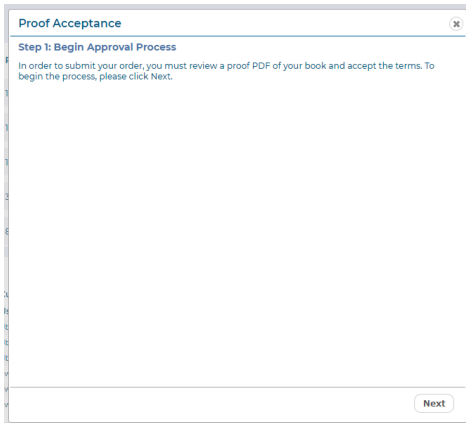 Proof Acceptance
Step 1: Begin Approval Process
In order to submit your order, you must review a proof PDF of your book and accept the terms. To
begin the process, please click Next.
Next